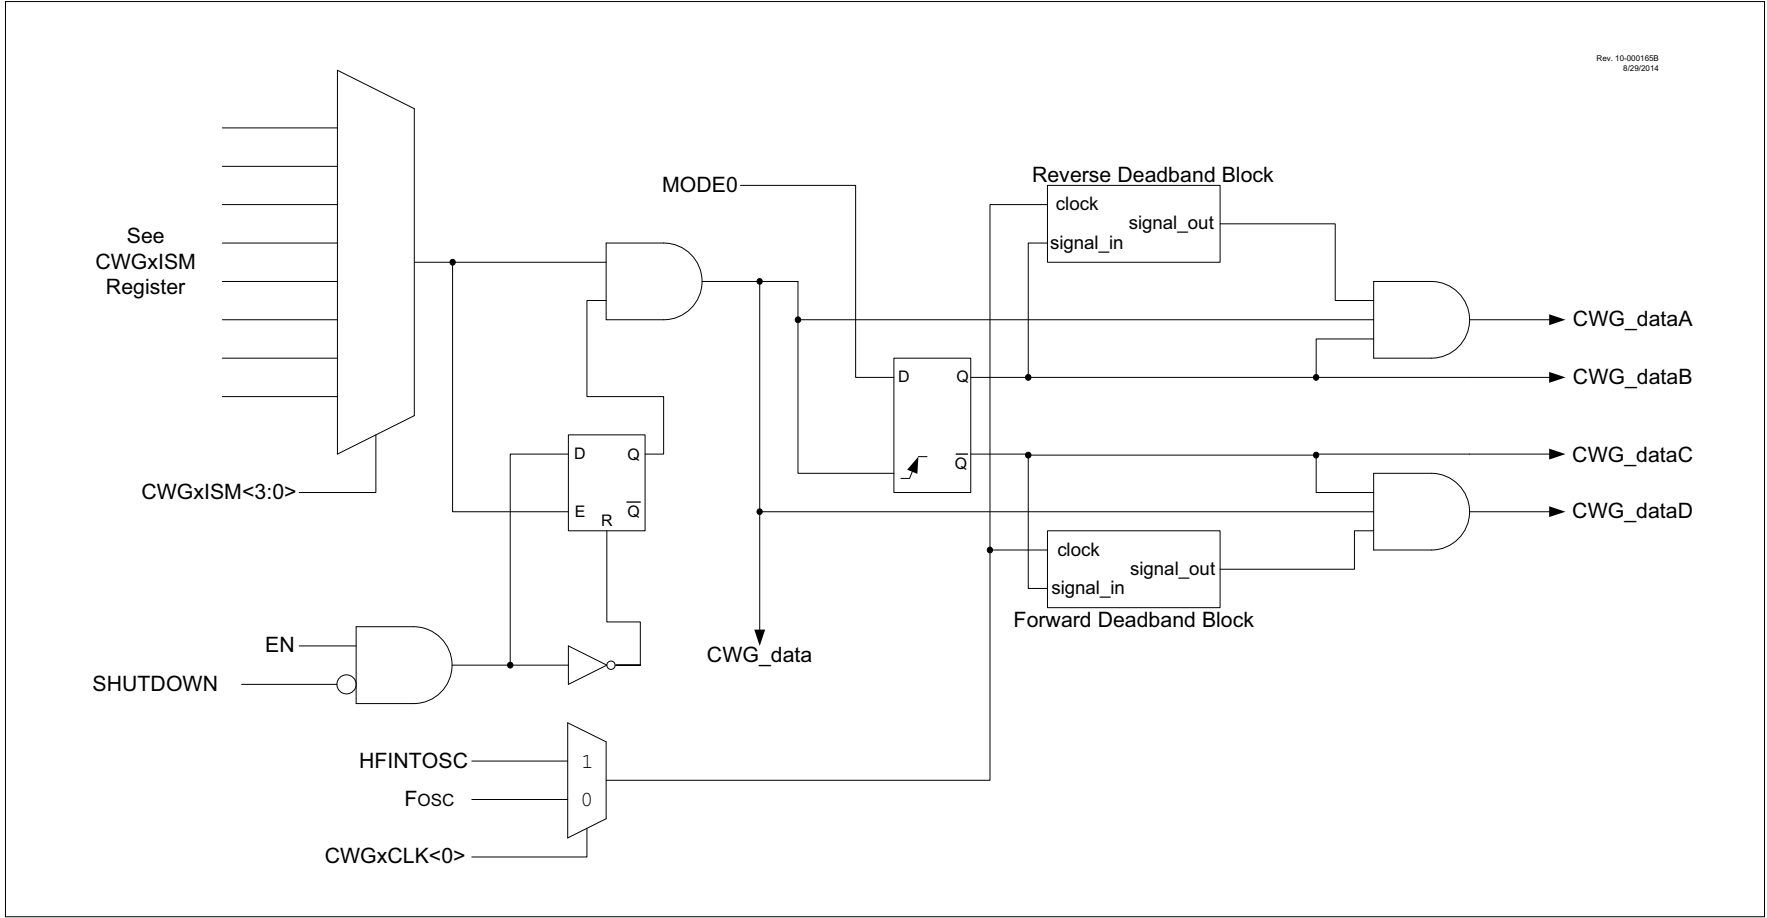 Rev. 10-000165B
8/29/2014
See
CWGxISM
Register
CWGxISM<3:0>
MODE0
Reverse Deadband Block
clock
signal_out
signal_in
CWG_dataA
D
Q
CWG_dataB
Q
CWG_dataC
D
Q
E
R
Q
CWG_dataD
clock
signal_out
signal_in
Forward Deadband Block
EN
SHUTDOWN
CWG_data
HFINTOSC
1
FOSC
0
CWGxCLK<0>